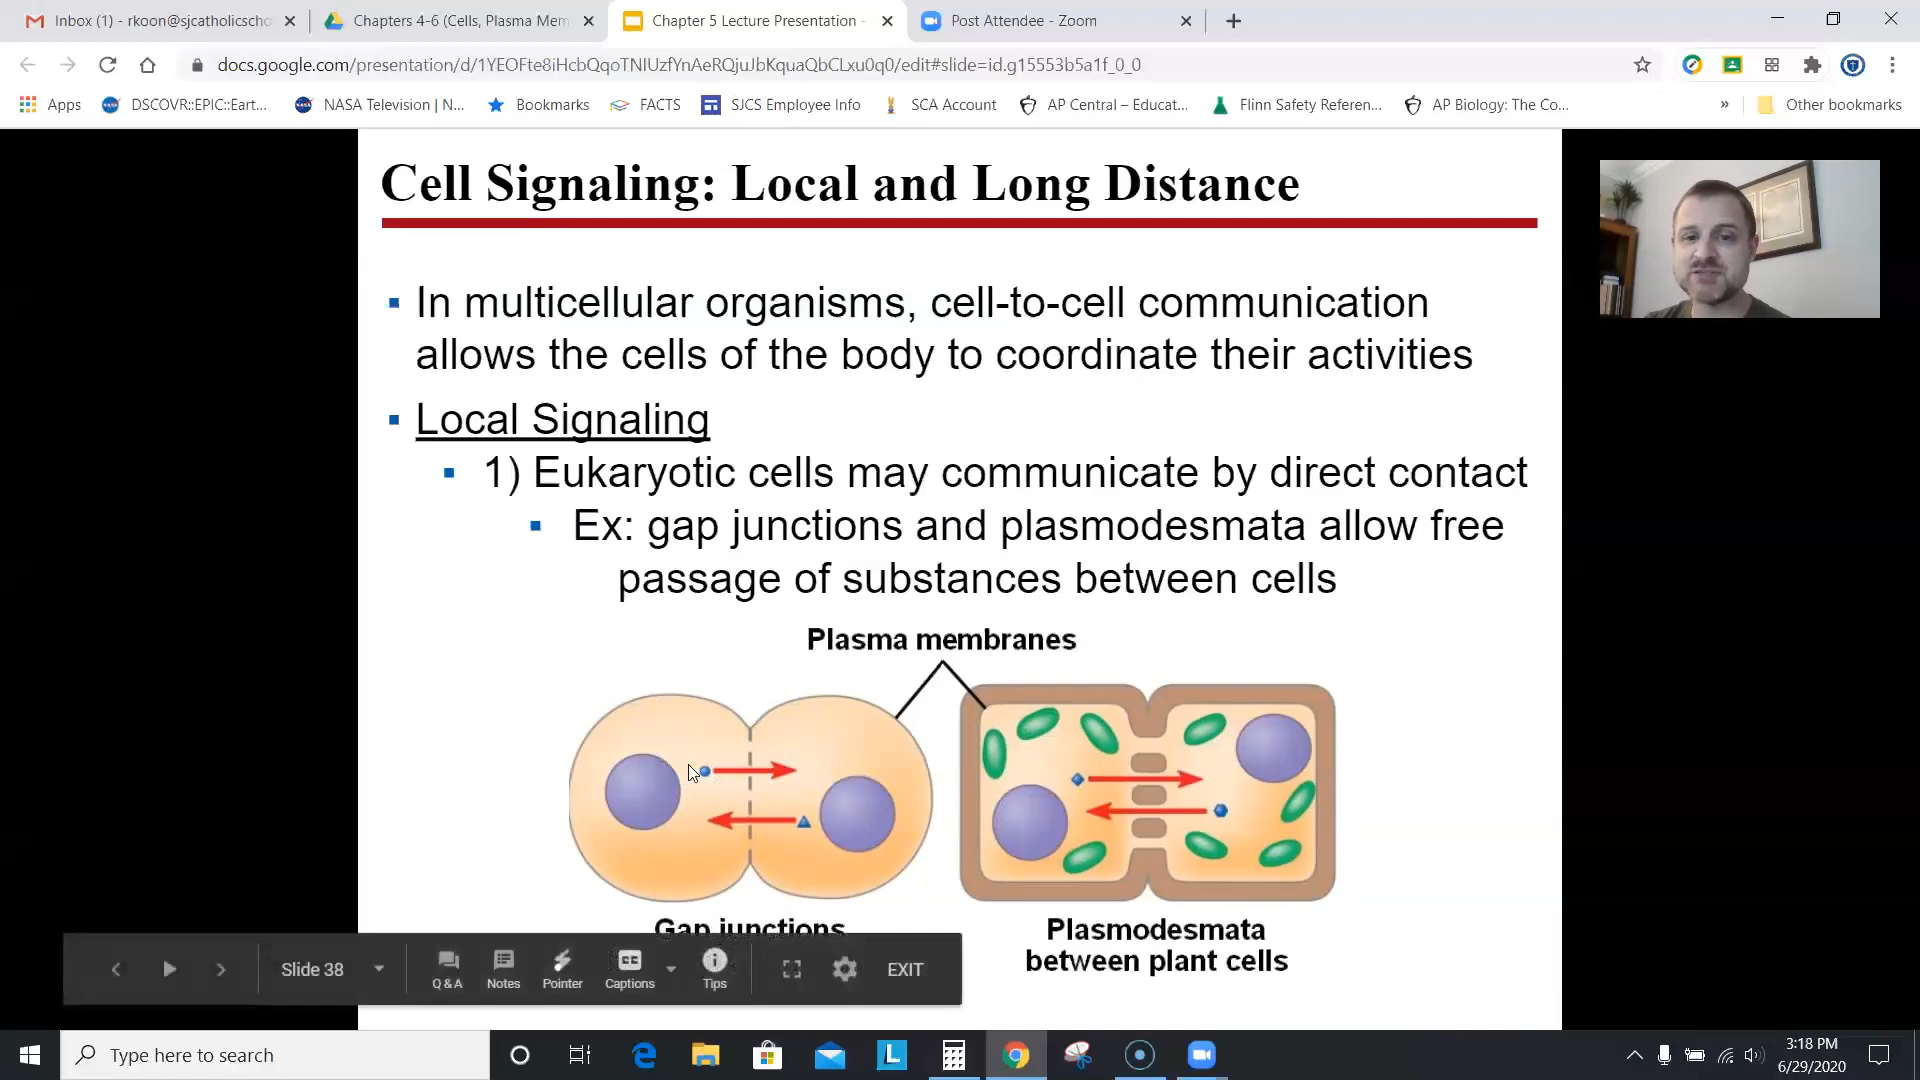 Inbox (1) - rkoon@sjcatholicscho
Chapters 4-6 (Cells, Plasma Mem
Chapter 5 Lecture Presentation -
Post Attendee - Zoom
docs.google.com/presentation/d/1YEOFte8iHcbQqoTNIUzfYnAeRQjuJbKquaQbCLxu0q0/edit#slide=id.g15553b5a1f_0_0
Apps
DSCOVR::EPIC::Eart...
NASA Television | N...
Bookmarks
FACTS
SJCS Employee Info
SCA Account
AP Central – Educat...
Flinn Safety Referen...
AP Biology: The Co...
»
Other bookmarks
Cell Signaling: Local and Long Distance
▪ In multicellular organisms, cell-to-cell communication
allows the cells of the body to coordinate their activities
▪ Local Signaling
▪ 1) Eukaryotic cells may communicate by direct contact
▪ Ex: gap junctions and plasmodesmata allow free
passage of substances between cells
Plasma membranes
Gap junctions
Plasmodesmata
between plant cells
Slide 38
Q & A
Notes
Pointer
Captions
Tips
EXIT
Type here to search
3:18 PM
6/29/2020